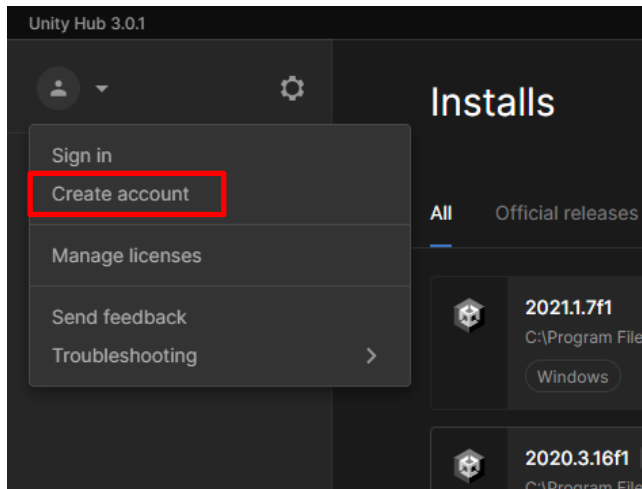 Unity Hub 3.0.1
Installs
Sign in
Create account
Manage licenses
Send feedback
Troubleshooting
All
Official releases
2021.1.7f1
C:\Program File
Windows
2020.3.16f1
C:\Program File